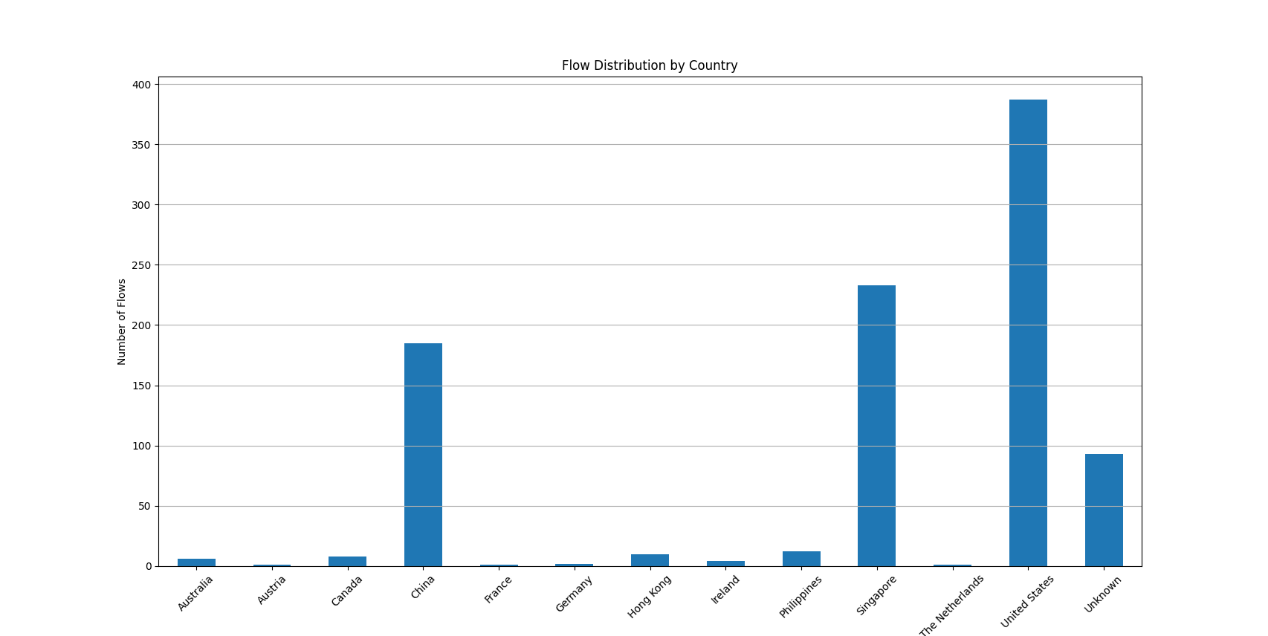 Flow Distribution by Country
Number of Flows
400
350
300
250
200
150
100
50
0
Australia
Austria
Canada
China
France
Germany
Hong Kong
Ireland
Philippines
Singapore
The Netherlands
United States
Unknown